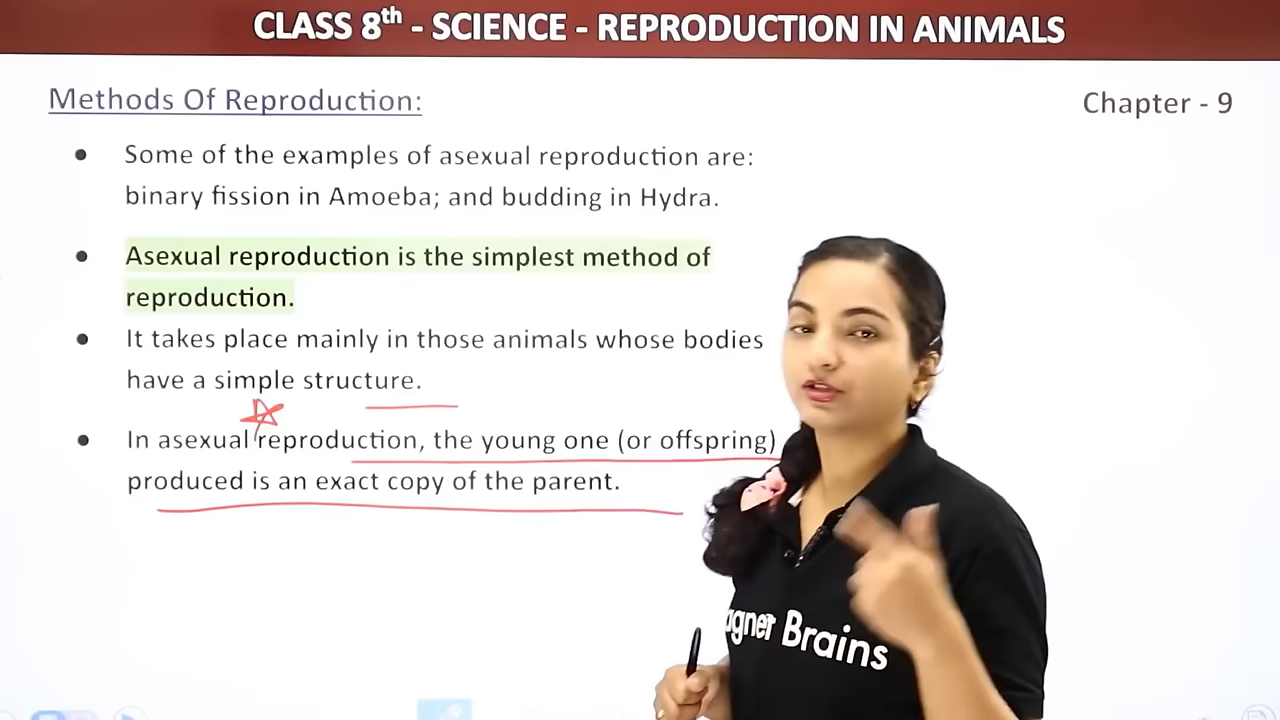 CLASS 8th - SCIENCE - REPRODUCTION IN ANIMALS
Methods Of Reproduction:
Chapter - 9
● Some of the examples of asexual reproduction are:
binary fission in Amoeba; and budding in Hydra.
● Asexual reproduction is the simplest method of
reproduction.
● It takes place mainly in those animals whose bodies
have a simple structure.
● In asexual reproduction, the young one (or offspring)
produced is an exact copy of the parent.
agnet Brains